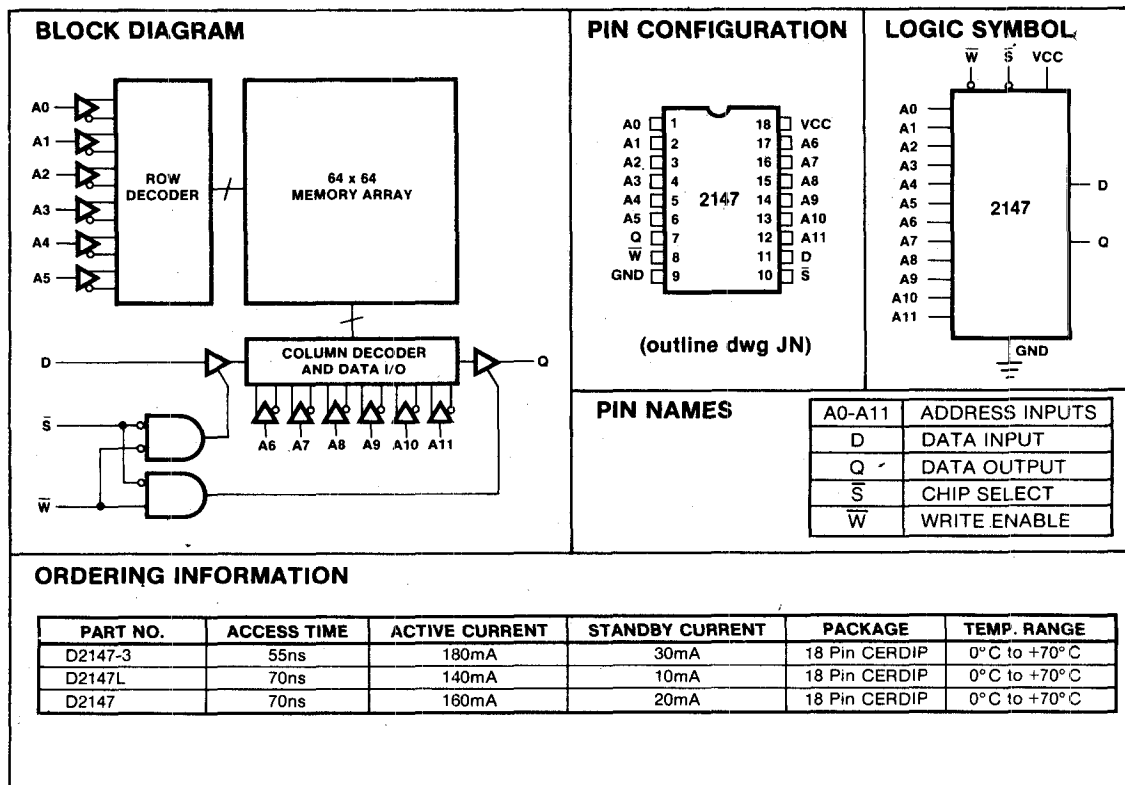 BLOCK DIAGRAM
A0
A1
A2
A3
A4
A5
ROW
DECODER
64 x 64
MEMORY ARRAY
D
COLUMN DECODER
AND DATA I/O
Q
A6 A7 A8 A9 A10 A11
S̅
W̅
PIN CONFIGURATION
A0 1 18 VCC
A1 2 17 A6
A2 3 16 A7
A3 4 15 A8
A4 5 2147 14 A9
A5 6 13 A10
Q 7 12 A11
W̅ 8 11 D
GND 9 10 S̅
(outline dwg JN)
LOGIC SYMBOL
W̅ S̅ VCC
A0
A1
A2
A3
A4
A5
A6
A7
A8
A9
A10
A11
2147
D
Q
GND
PIN NAMES
A0-A11 ADDRESS INPUTS
D DATA INPUT
Q DATA OUTPUT
S̅ CHIP SELECT
W̅ WRITE ENABLE
ORDERING INFORMATION
PART NO. ACCESS TIME ACTIVE CURRENT STANDBY CURRENT PACKAGE TEMP. RANGE
D2147-3 55ns 180mA 30mA 18 Pin CERDIP 0°C to +70°C
D2147L 70ns 140mA 10mA 18 Pin CERDIP 0°C to +70°C
D2147 70ns 160mA 20mA 18 Pin CERDIP 0°C to +70°C